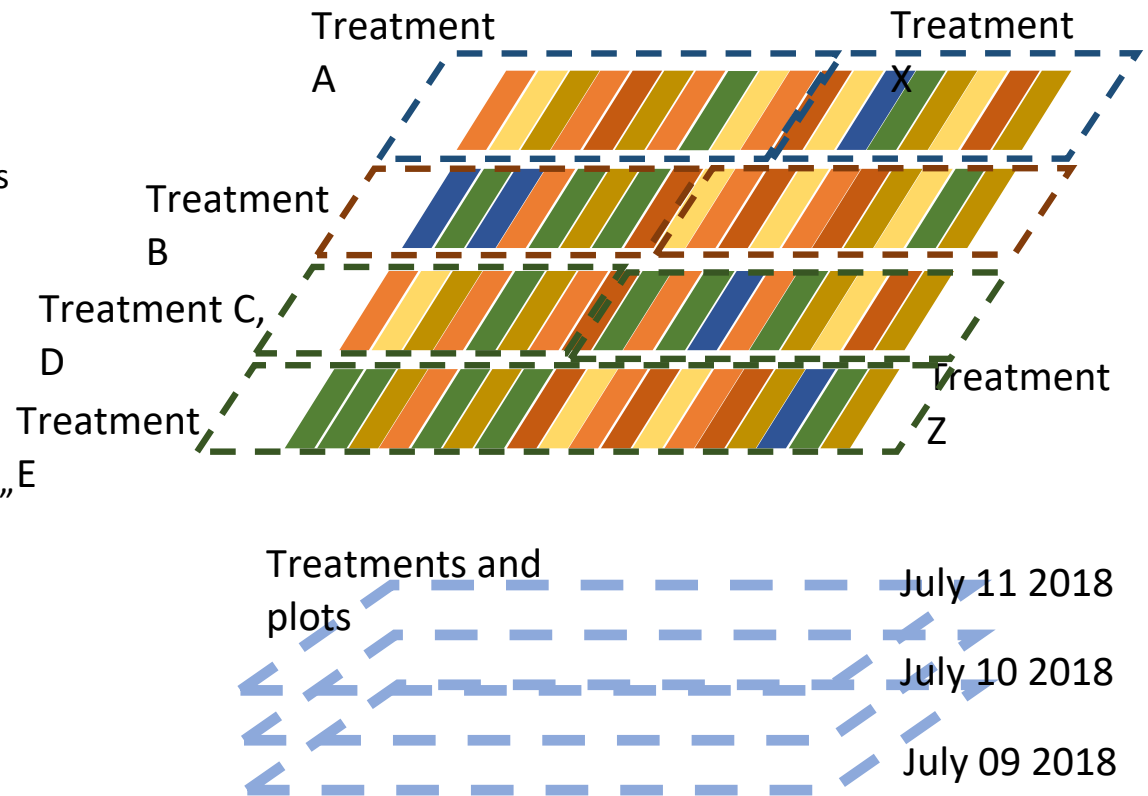 Treatment
A
Treatment
X
s
Treatment
B
Treatment C,
D
Treatment
Z
Treatment
E
„
Treatments and
plots
July 11 2018
July 10 2018
July 09 2018